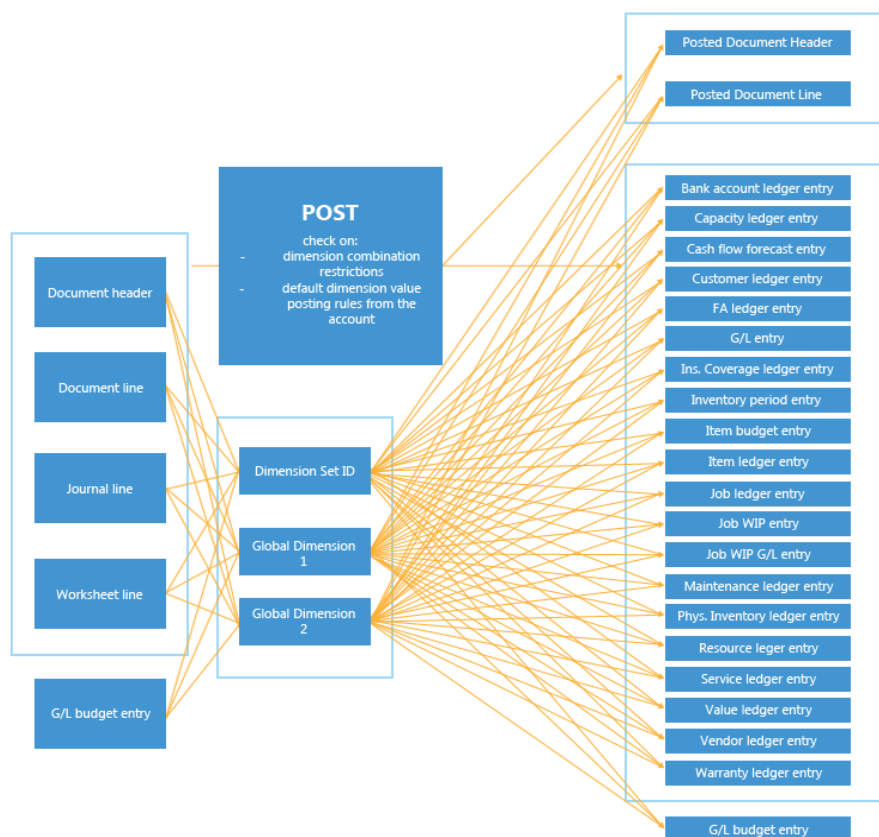 Posted Document Header
Posted Document Line
POST
check on:
- dimension combination
restrictions
- default dimension value
posting rules from the
account
Document header
Document line
Journal line
Worksheet line
G/L budget entry
Dimension Set ID
Global Dimension
1
Global Dimension
2
Bank account ledger entry
Capacity ledger entry
Cash flow forecast entry
Customer ledger entry
FA ledger entry
G/L entry
Ins. Coverage ledger entry
Inventory period entry
Item budget entry
Item ledger entry
Job ledger entry
Job WIP entry
Job WIP G/L entry
Maintenance ledger entry
Phys. Inventory ledger entry
Resource leger entry
Service ledger entry
Value ledger entry
Vendor ledger entry
Warranty ledger entry
G/L budget entry